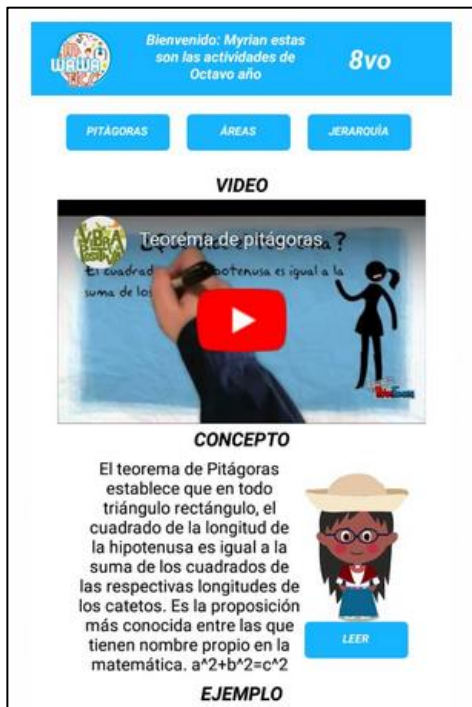 WAWA
Bienvenido: Myrian estas
son las actividades de
Octavo año
8vo
PITÁGORAS
ÁREAS
JERARQUÌA
VIDEO
ViBRA
PositiVa
Teorema de pitágoras
?
El cuadrado
hipotenusa es igual a la
suma de los
CONCEPTO
El teorema de Pitágoras
establece que en todo
triángulo rectángulo, el
cuadrado de la longitud de
la hipotenusa es igual a la
suma de los cuadrados de
las respectivas longitudes de
los catetos. Es la proposición
más conocida entre las que
tienen nombre propio en la
matemática. a^2+b^2=c^2
LEER
EJEMPLO